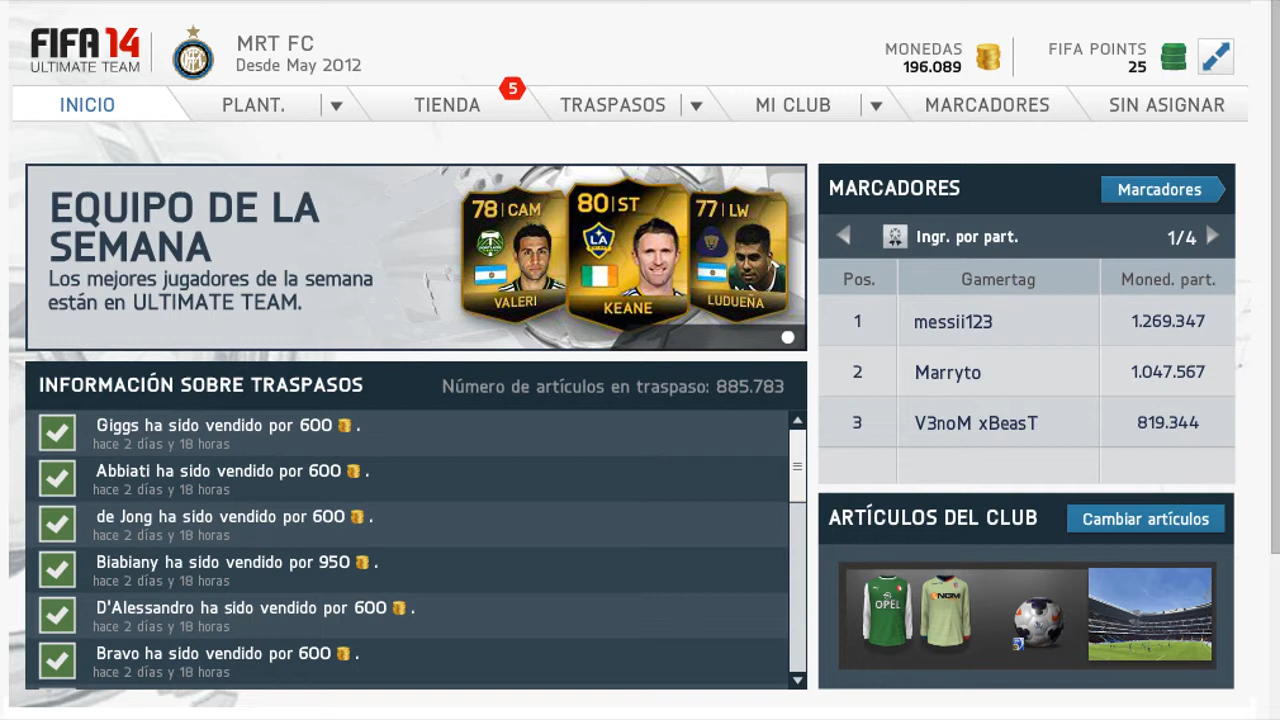 FIFA 14
ULTIMATE TEAM
MRT FC
Desde May 2012
MONEDAS
196.089
FIFA POINTS
25
INICIO
PLANT.
TIENDA
5
TRASPASOS
MI CLUB
MARCADORES
SIN ASIGNAR
EQUIPO DE LA
SEMANA
Los mejores jugadores de la semana
están en ULTIMATE TEAM.
78 CAM
VALERI
80 ST
LA
KEANE
77 LW
LUDUEÑA
MARCADORES
Marcadores
Ingr. por part.
1/4
Pos. Gamertag Moned. part.
1 messii123 1.269.347
2 Marryto 1.047.567
3 V3noM xBeasT 819.344
INFORMACIÓN SOBRE TRASPASOS
Número de artículos en traspaso: 885.783
Giggs ha sido vendido por 600 .
hace 2 días y 18 horas
Abbiati ha sido vendido por 600 .
hace 2 días y 18 horas
de Jong ha sido vendido por 600 .
hace 2 días y 18 horas
Biabiany ha sido vendido por 950 .
hace 2 días y 18 horas
D'Alessandro ha sido vendido por 600 .
hace 2 días y 18 horas
Bravo ha sido vendido por 600 .
hace 2 días y 18 horas
ARTÍCULOS DEL CLUB
Cambiar artículos
OPEL
NGM